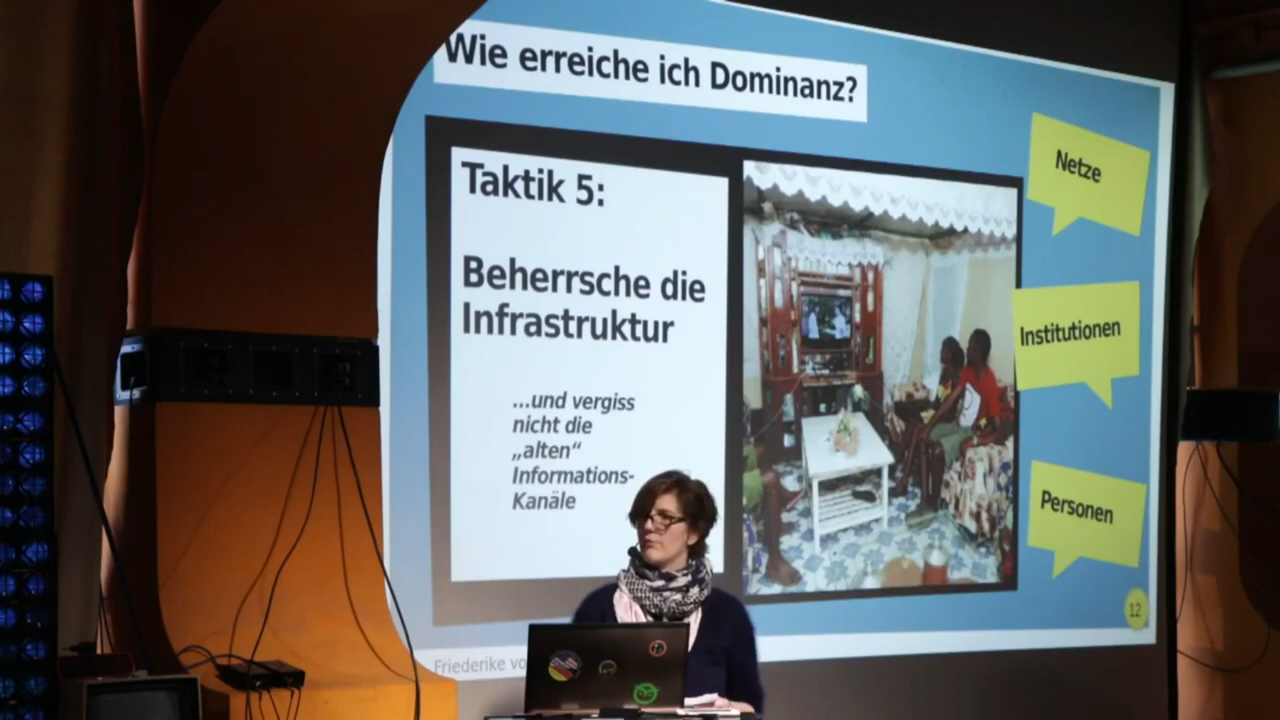 Wie erreiche ich Dominanz?
Taktik 5:
Beherrsche die
Infrastruktur
...und vergiss
nicht die
„alten“
Informations-
Kanäle
Netze
Institutionen
Personen
12
Friederike